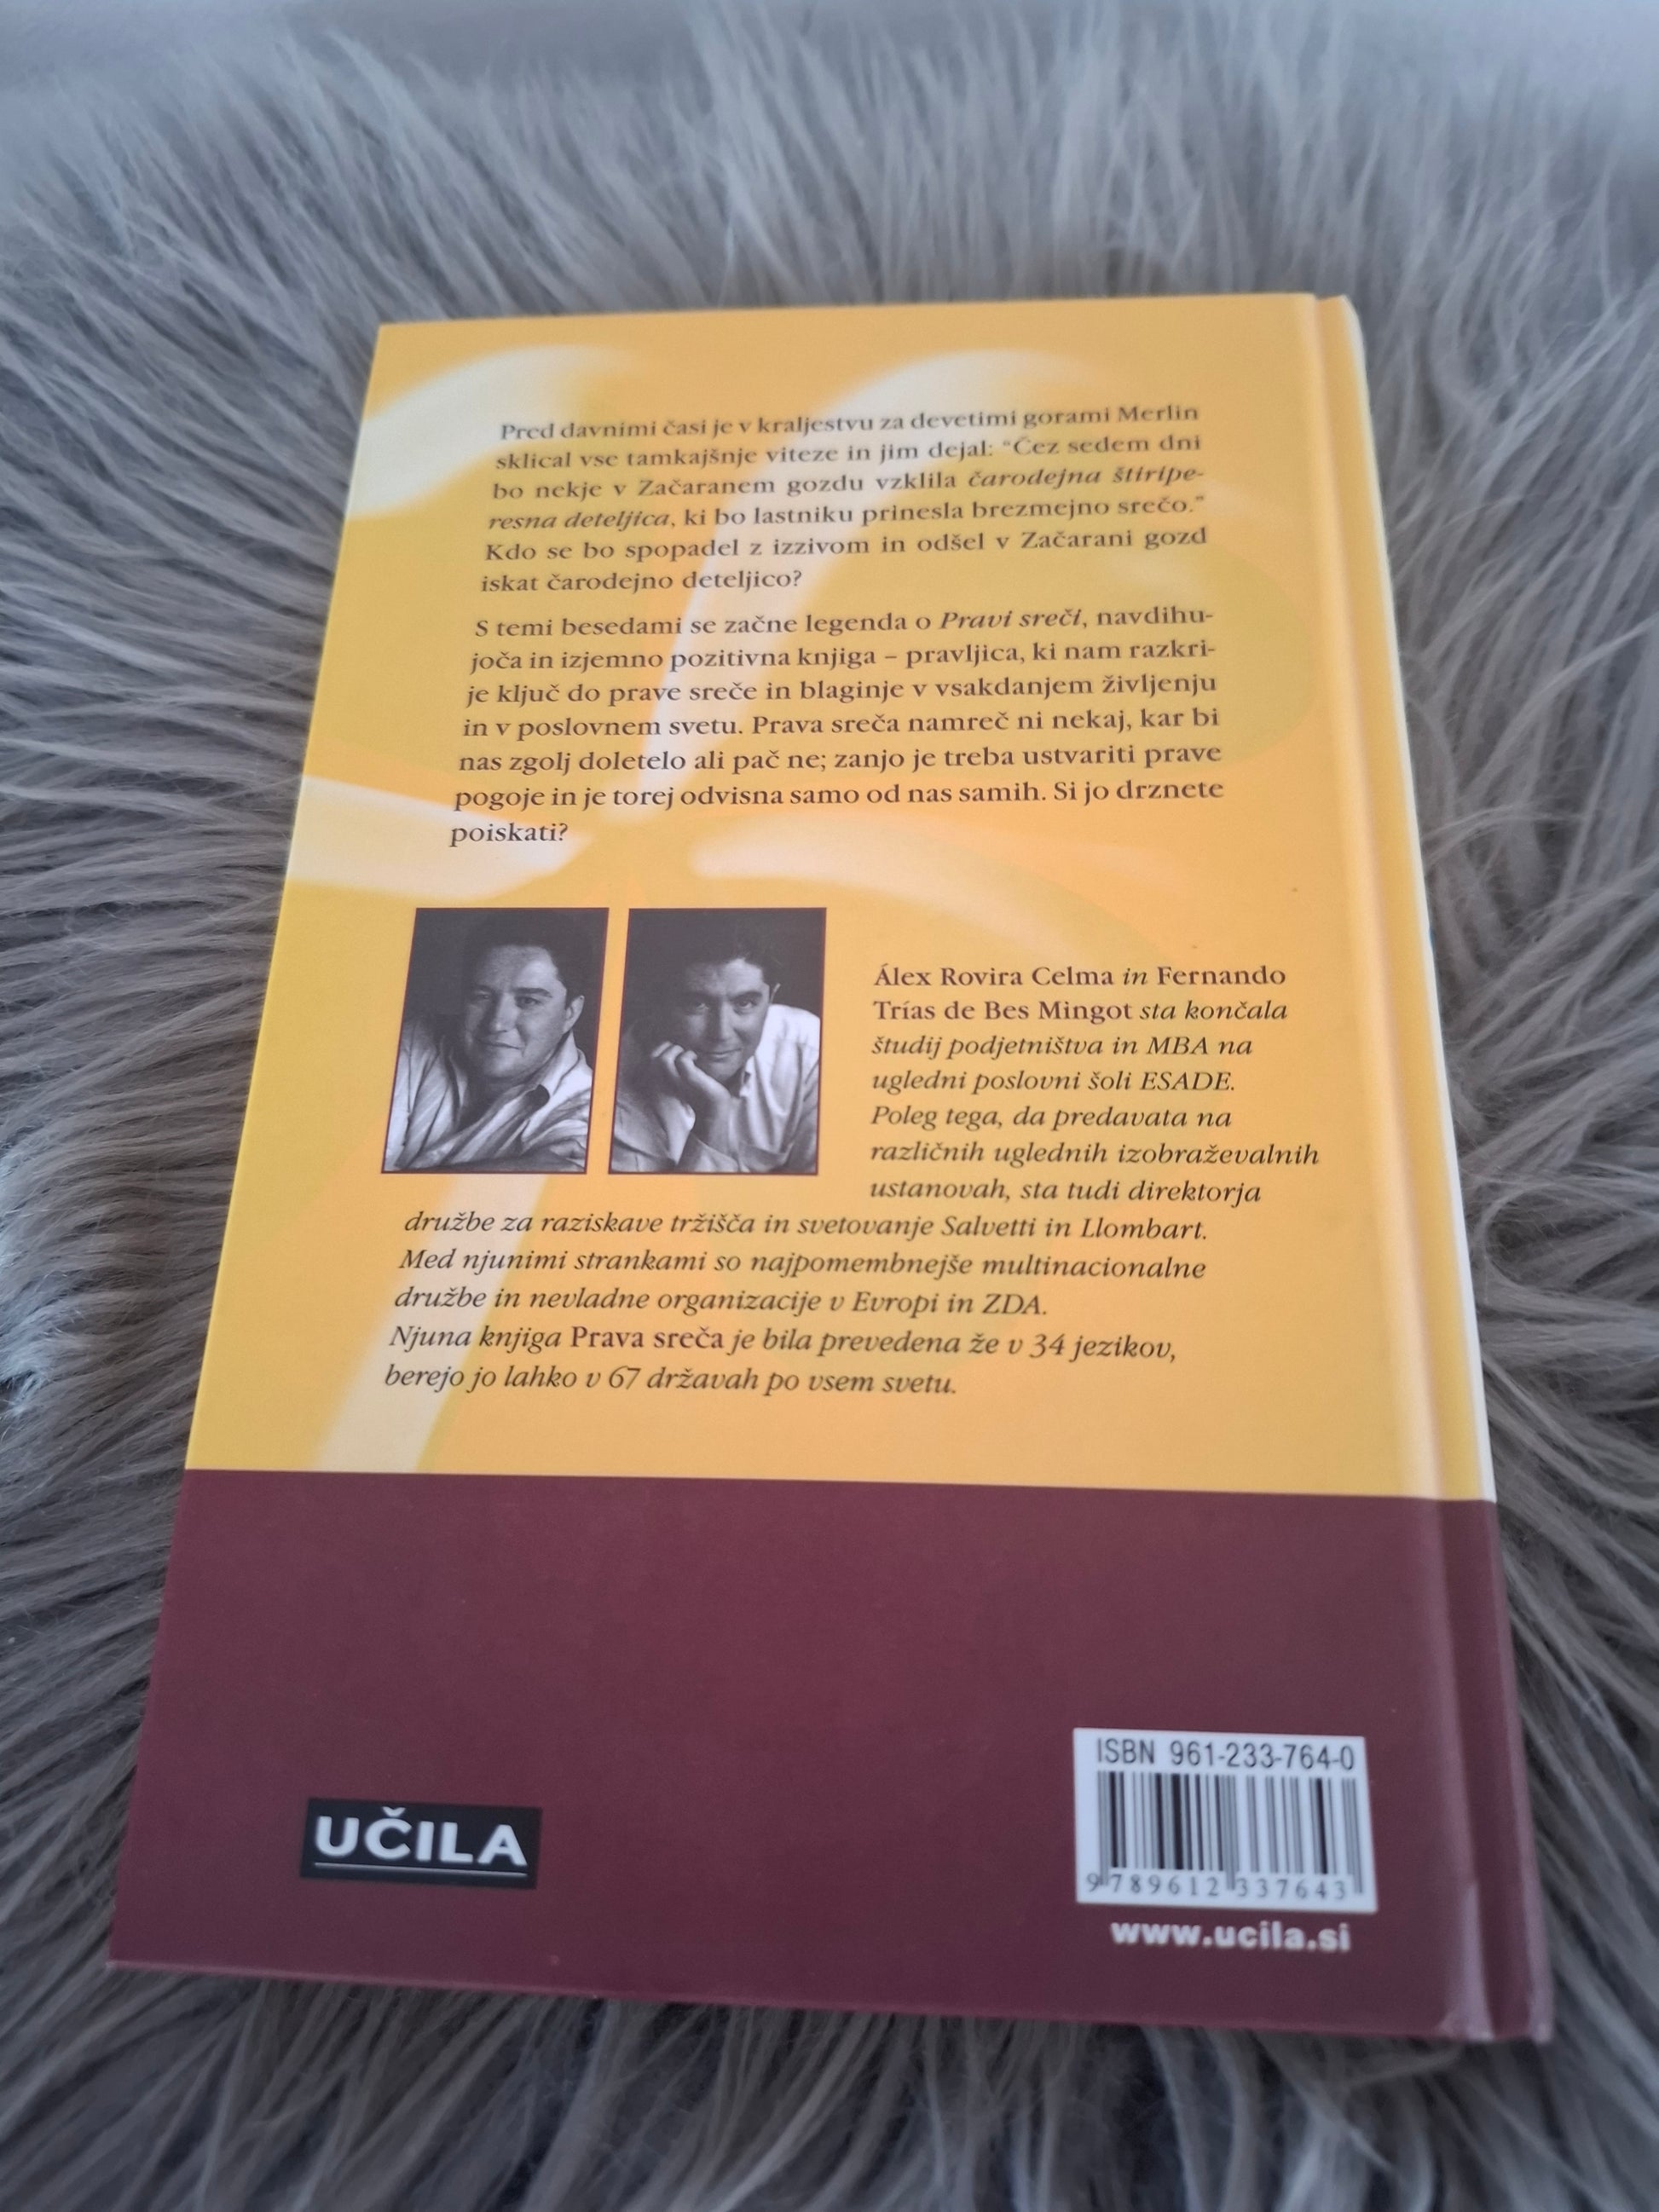 Pred davnimi časi je v kraljestvu za devetimi gorami Merlin
sklical vse tamkajšnje viteze in jim dejal: "Čez sedem dni
bo nekje v Začaranem gozdu vzklila čarodejna štiripe-
resna deteljica, ki bo lastniku prinesla brezmejno srečo."
Kdo se bo spopadel z izzivom in odšel v Začarani gozd
iskat čarodejno deteljico?
S temi besedami se začne legenda o Pravi sreči, navdihu-
joča in izjemno pozitivna knjiga – pravljica, ki nam razkri-
je ključ do prave sreče in blaginje v vsakdanjem življenju
in v poslovnem svetu. Prava sreča namreč ni nekaj, kar bi
nas zgolj doletelo ali pač ne; zanjo je treba ustvariti prave
pogoje in je torej odvisna samo od nas samih. Si jo drznete
poiskati?
Álex Rovira Celma in Fernando
Trías de Bes Mingot sta končala
študij podjetništva in MBA na
ugledni poslovni šoli ESADE.
Poleg tega, da predavata na
različnih uglednih izobraževalnih
ustanovah, sta tudi direktorja
družbe za raziskave tržišča in svetovanje Salvetti in Llombart.
Med njunimi strankami so najpomembnejše multinacionalne
družbe in nevladne organizacije v Evropi in ZDA.
Njuna knjiga Prava sreča je bila prevedena že v 34 jezikov,
berejo jo lahko v 67 državah po vsem svetu.
UČILA
ISBN 961-233-764-0
9 789612 337643
www.ucila.si